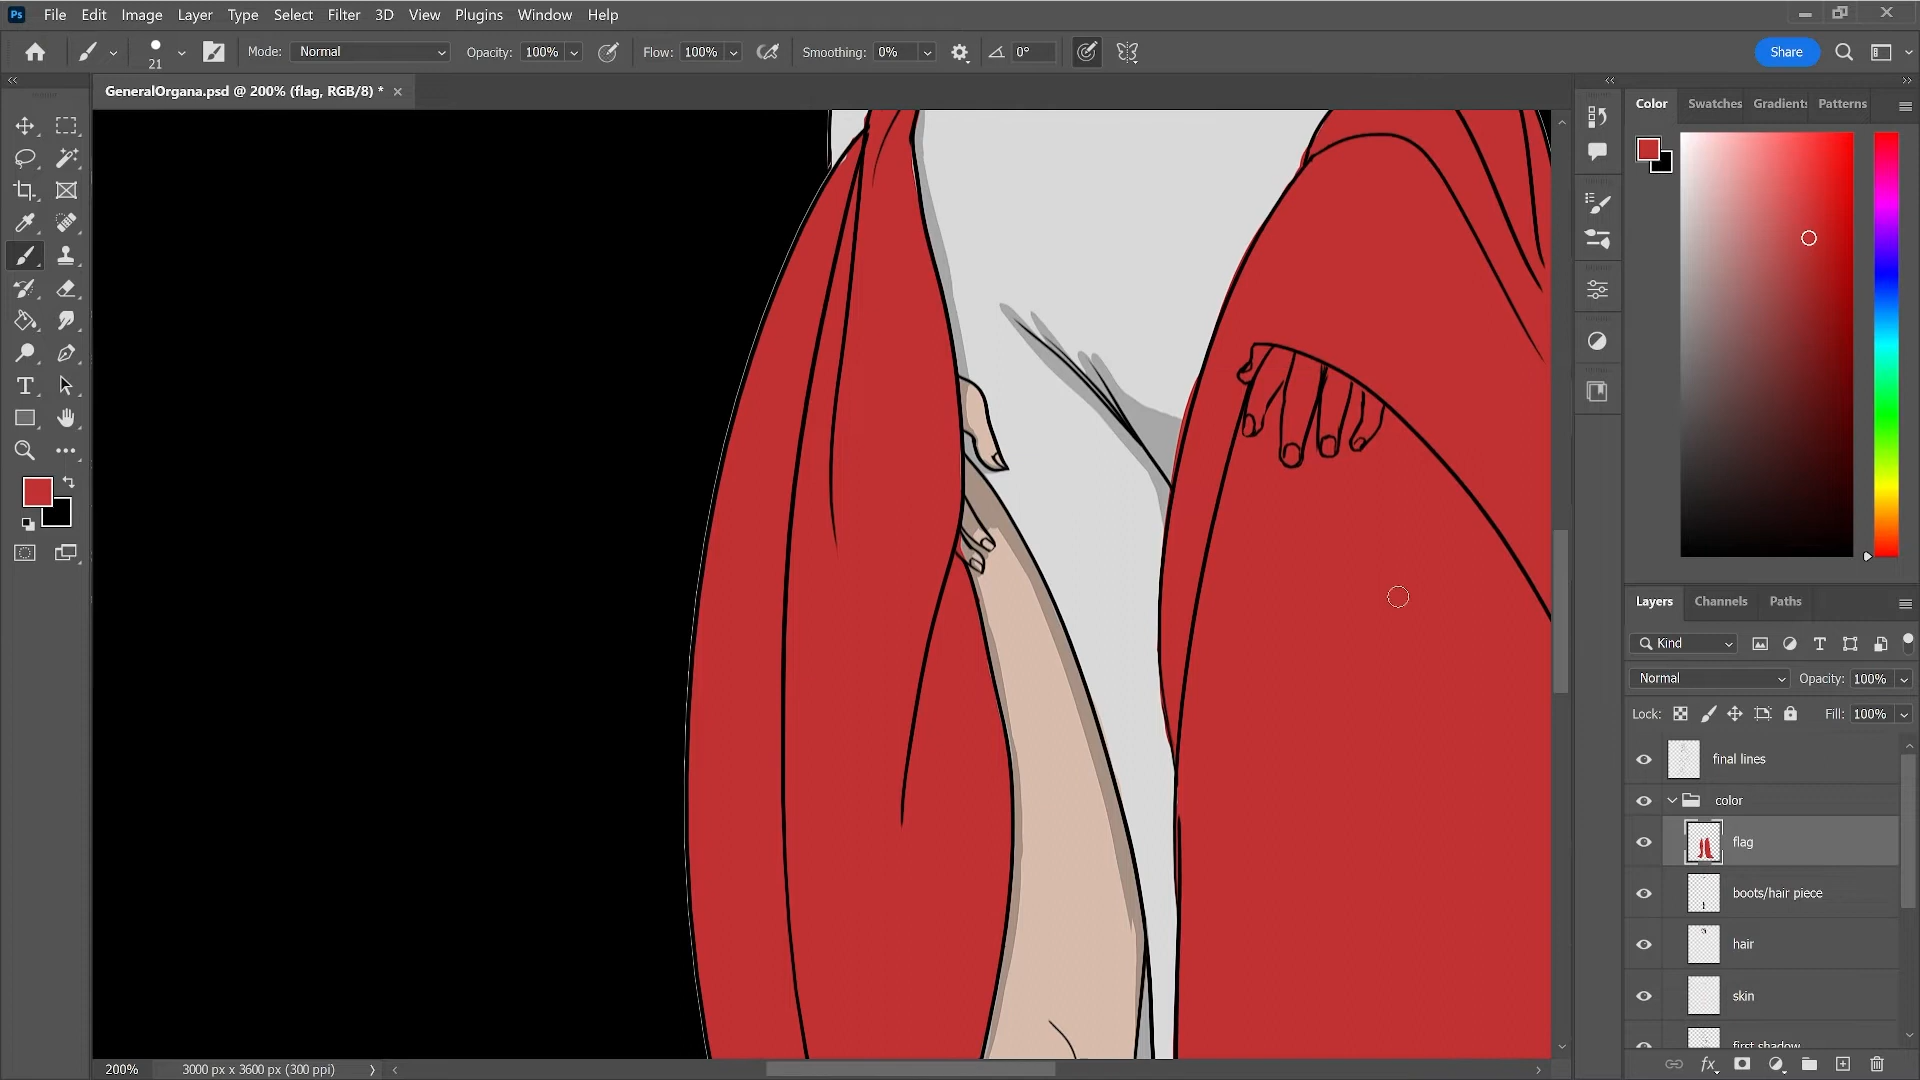 Ps File Edit Image Layer Type Select Filter 3D View Plugins Window Help
21 Mode: Normal Opacity: 100% Flow: 100% Smoothing: 0% 0° Share
GeneralOrgana.psd @ 200% (flag, RGB/8) *
Color Swatches Gradients Patterns
Layers Channels Paths
Kind
Normal Opacity: 100%
Lock: Fill: 100%
final lines
color
flag
boots/hair piece
hair
skin
first shadow
200% 3000 px x 3600 px (300 ppi)